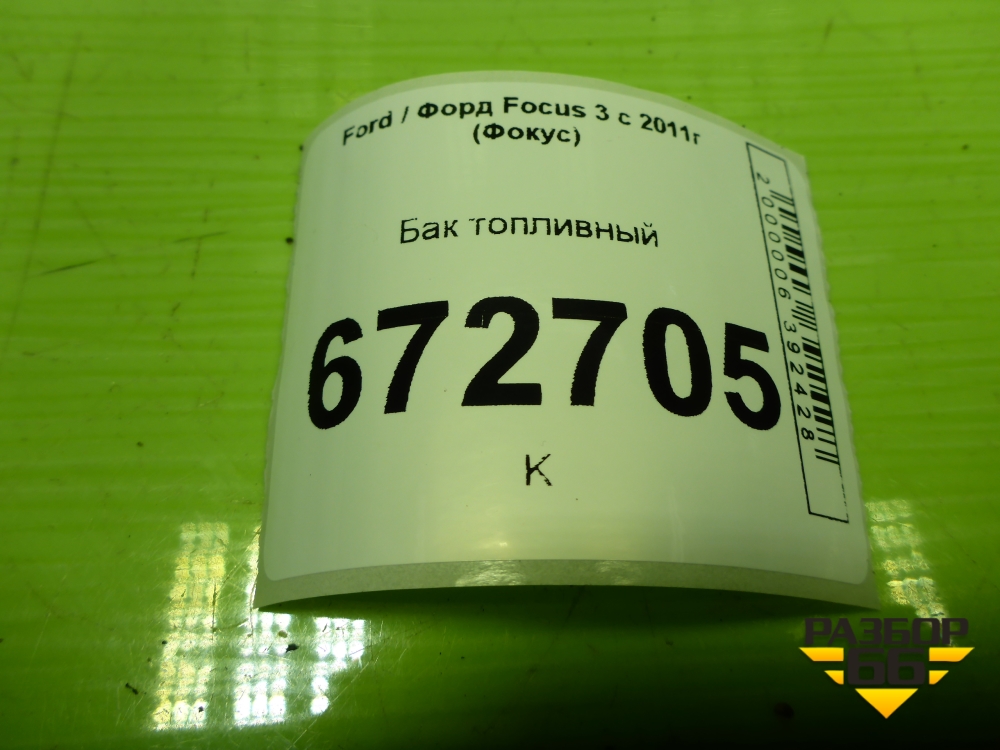 Ford / Форд Focus 3 с 2011г
(Фокус)
Бак топливный
672705
К
2000006392428
РАЗБОР
66